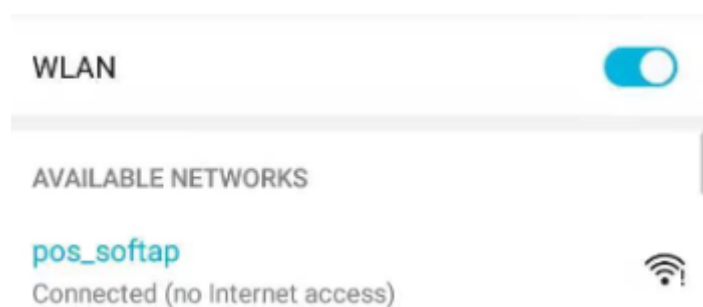 WLAN
AVAILABLE NETWORKS
pos_softap
Connected (no Internet access)